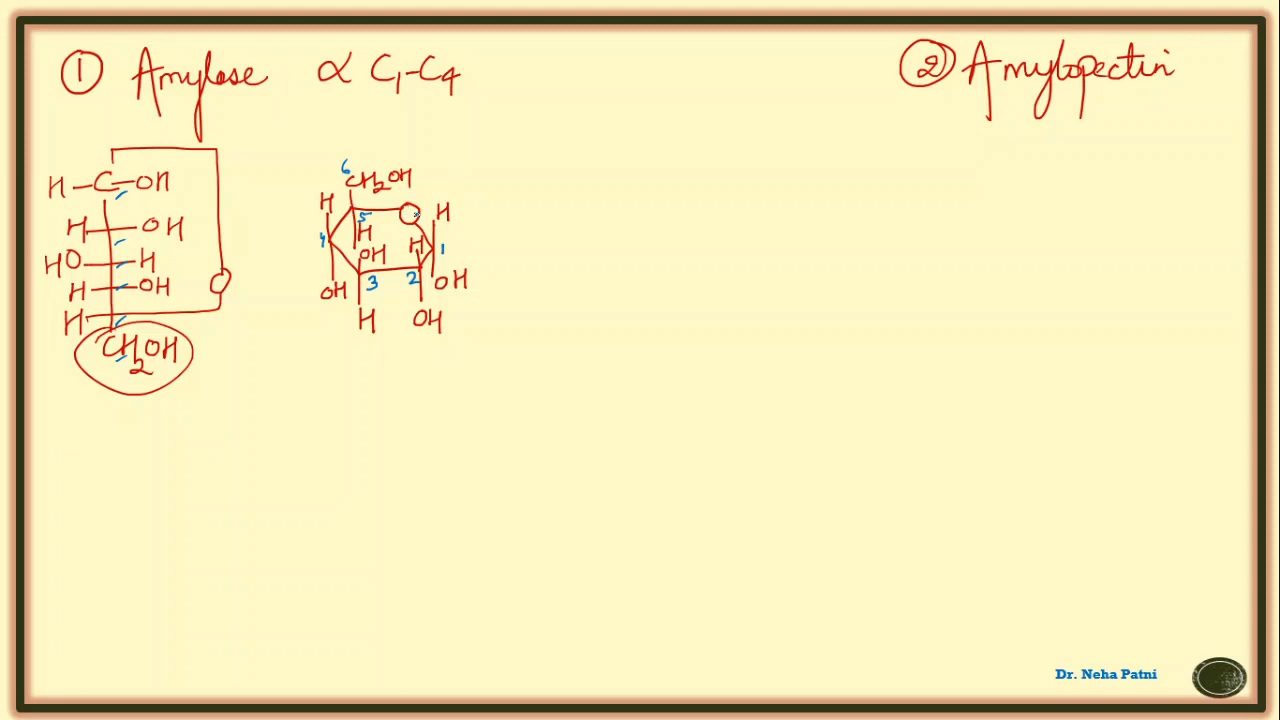 ① Amylose α C1-C4
② Amylopectin
H-C-OH
H OH
HO H
H OH
H
CH2OH
O
6
CH2OH
H O H
5
4 H 1
OH H
OH 3 2 OH
H OH
Dr. Neha Patni